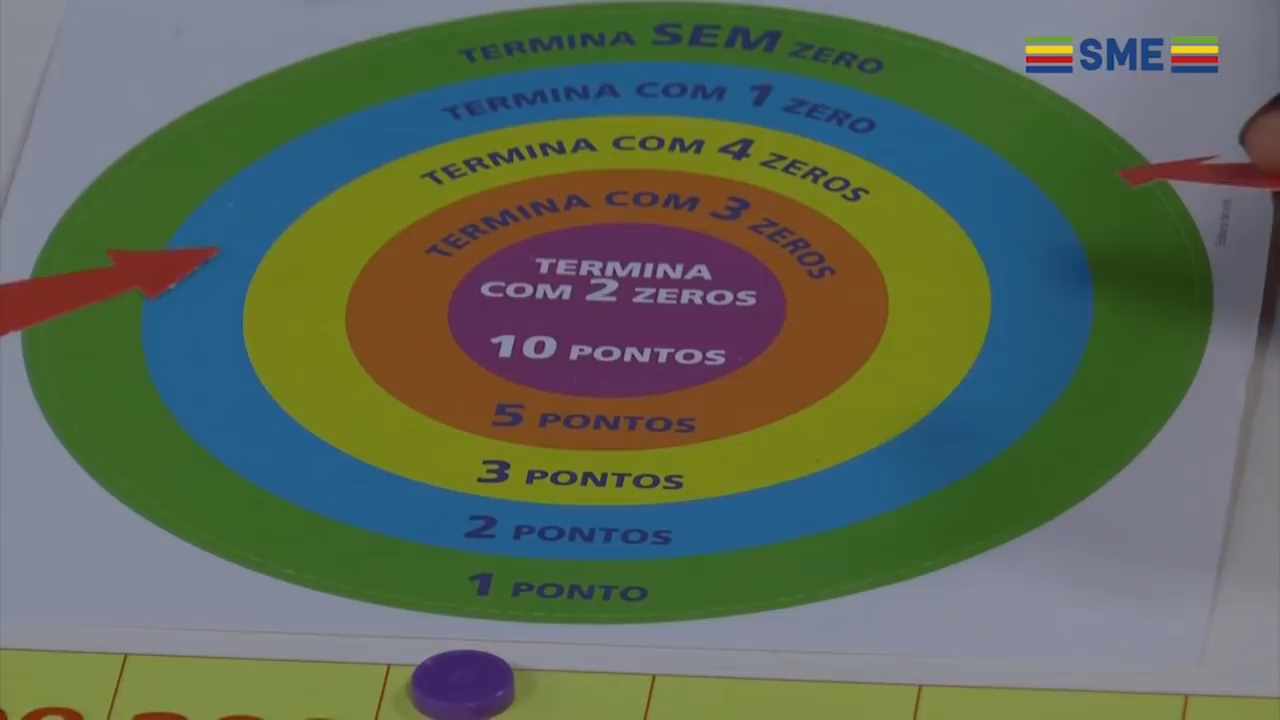 SME
TERMINA SEM ZERO
TERMINA COM 1 ZERO
TERMINA COM 4 ZEROS
TERMINA COM 3 ZEROS
TERMINA
COM 2 ZEROS
10 PONTOS
5 PONTOS
3 PONTOS
2 PONTOS
1 PONTO